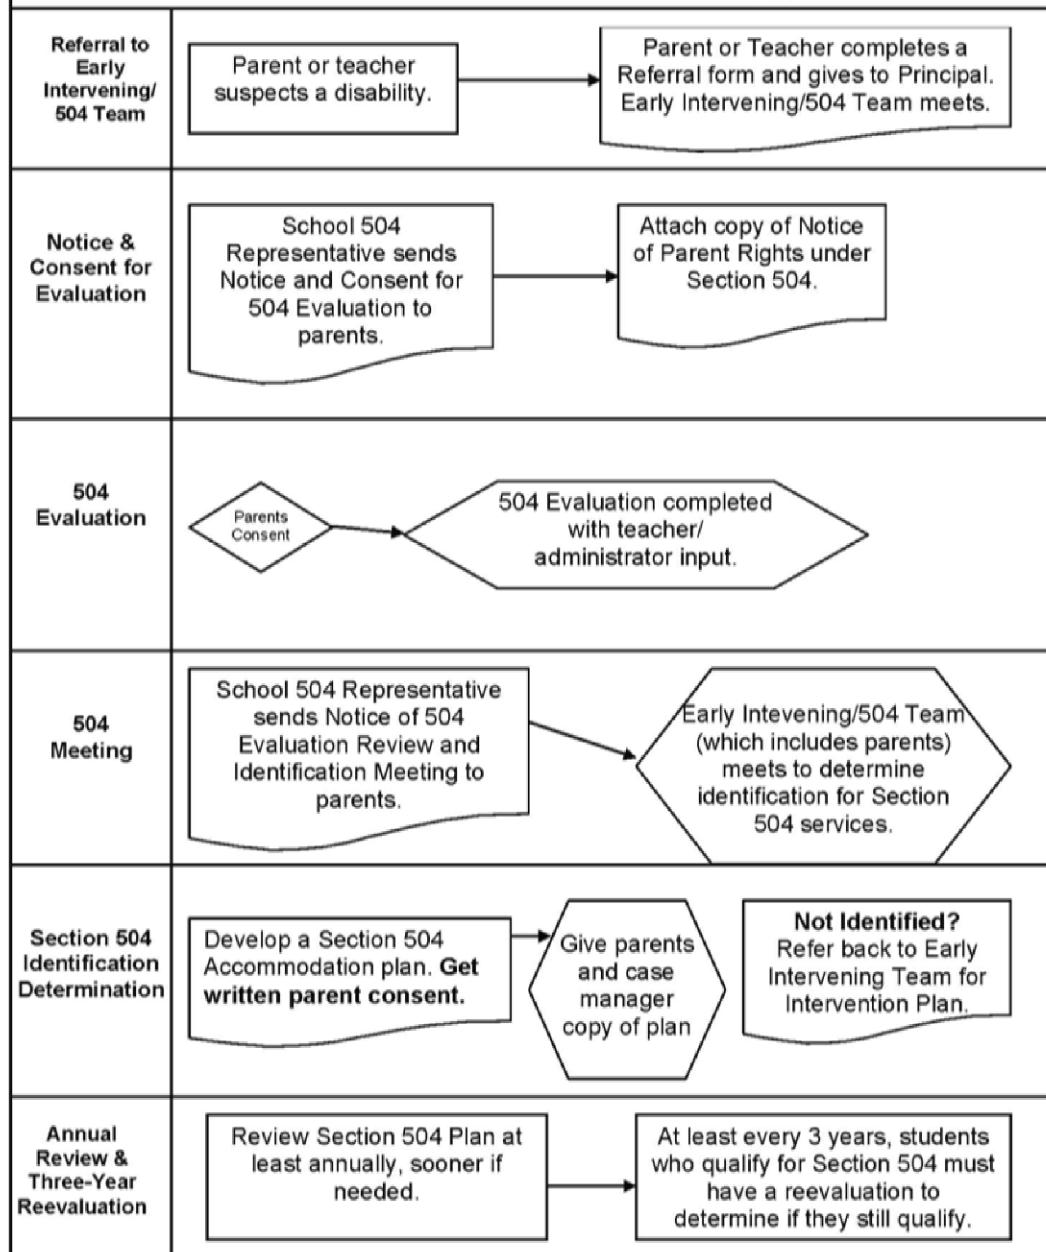 Referral to
Early
Intervening/
504 Team
Parent or teacher
suspects a disability.
Parent or Teacher completes a
Referral form and gives to Principal.
Early Intervening/504 Team meets.
Notice &
Consent for
Evaluation
School 504
Representative sends
Notice and Consent for
504 Evaluation to
parents.
Attach copy of Notice
of Parent Rights under
Section 504.
504
Evaluation
Parents
Consent
504 Evaluation completed
with teacher/
administrator input.
504
Meeting
School 504 Representative
sends Notice of 504
Evaluation Review and
Identification Meeting to
parents.
Early Intevening/504 Team
(which includes parents)
meets to determine
identification for Section
504 services.
Section 504
Identification
Determination
Develop a Section 504
Accommodation plan. Get
written parent consent.
Give parents
and case
manager
copy of plan
Not Identified?
Refer back to Early
Intervening Team for
Intervention Plan.
Annual
Review &
Three-Year
Reevaluation
Review Section 504 Plan at
least annually, sooner if
needed.
At least every 3 years, students
who qualify for Section 504 must
have a reevaluation to
determine if they still qualify.